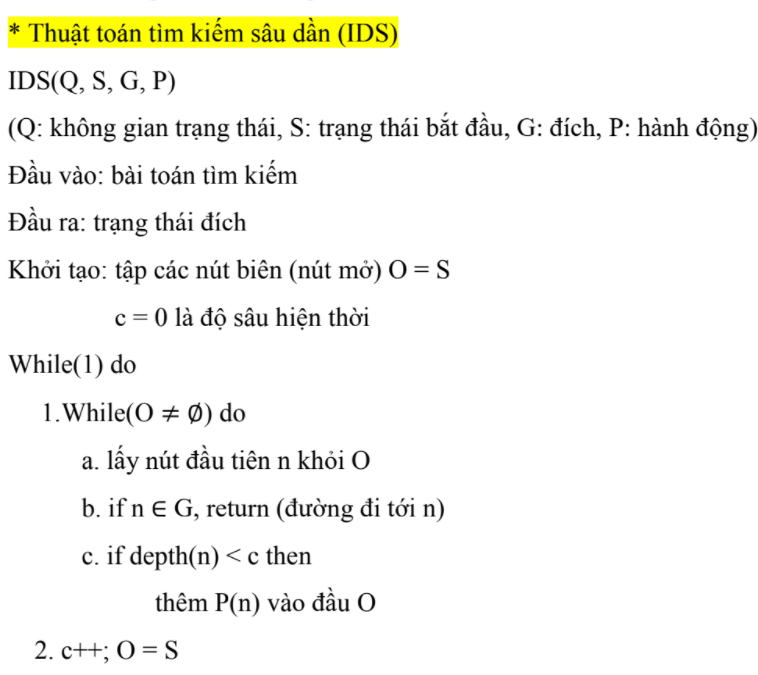 * Thuật toán tìm kiếm sâu dần (IDS)
IDS(Q, S, G, P)
(Q: không gian trạng thái, S: trạng thái bắt đầu, G: đích, P: hành động)
Đầu vào: bài toán tìm kiếm
Đầu ra: trạng thái đích
Khởi tạo: tập các nút biên (nút mở) O = S
c = 0 là độ sâu hiện thời
While(1) do
1.While(O ≠ ∅) do
a. lấy nút đầu tiên n khỏi O
b. if n ∈ G, return (đường đi tới n)
c. if depth(n) < c then
thêm P(n) vào đầu O
2. c++; O = S